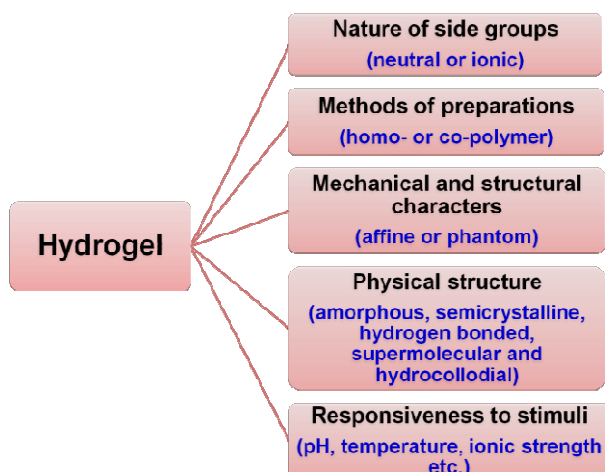 Hydrogel
Nature of side groups
(neutral or ionic)
Methods of preparations
(homo- or co-polymer)
Mechanical and structural
characters
(affine or phantom)
Physical structure
(amorphous, semicrystalline,
hydrogen bonded,
supermolecular and
hydrocollodial)
Responsiveness to stimuli
(pH, temperature, ionic strength
etc.)